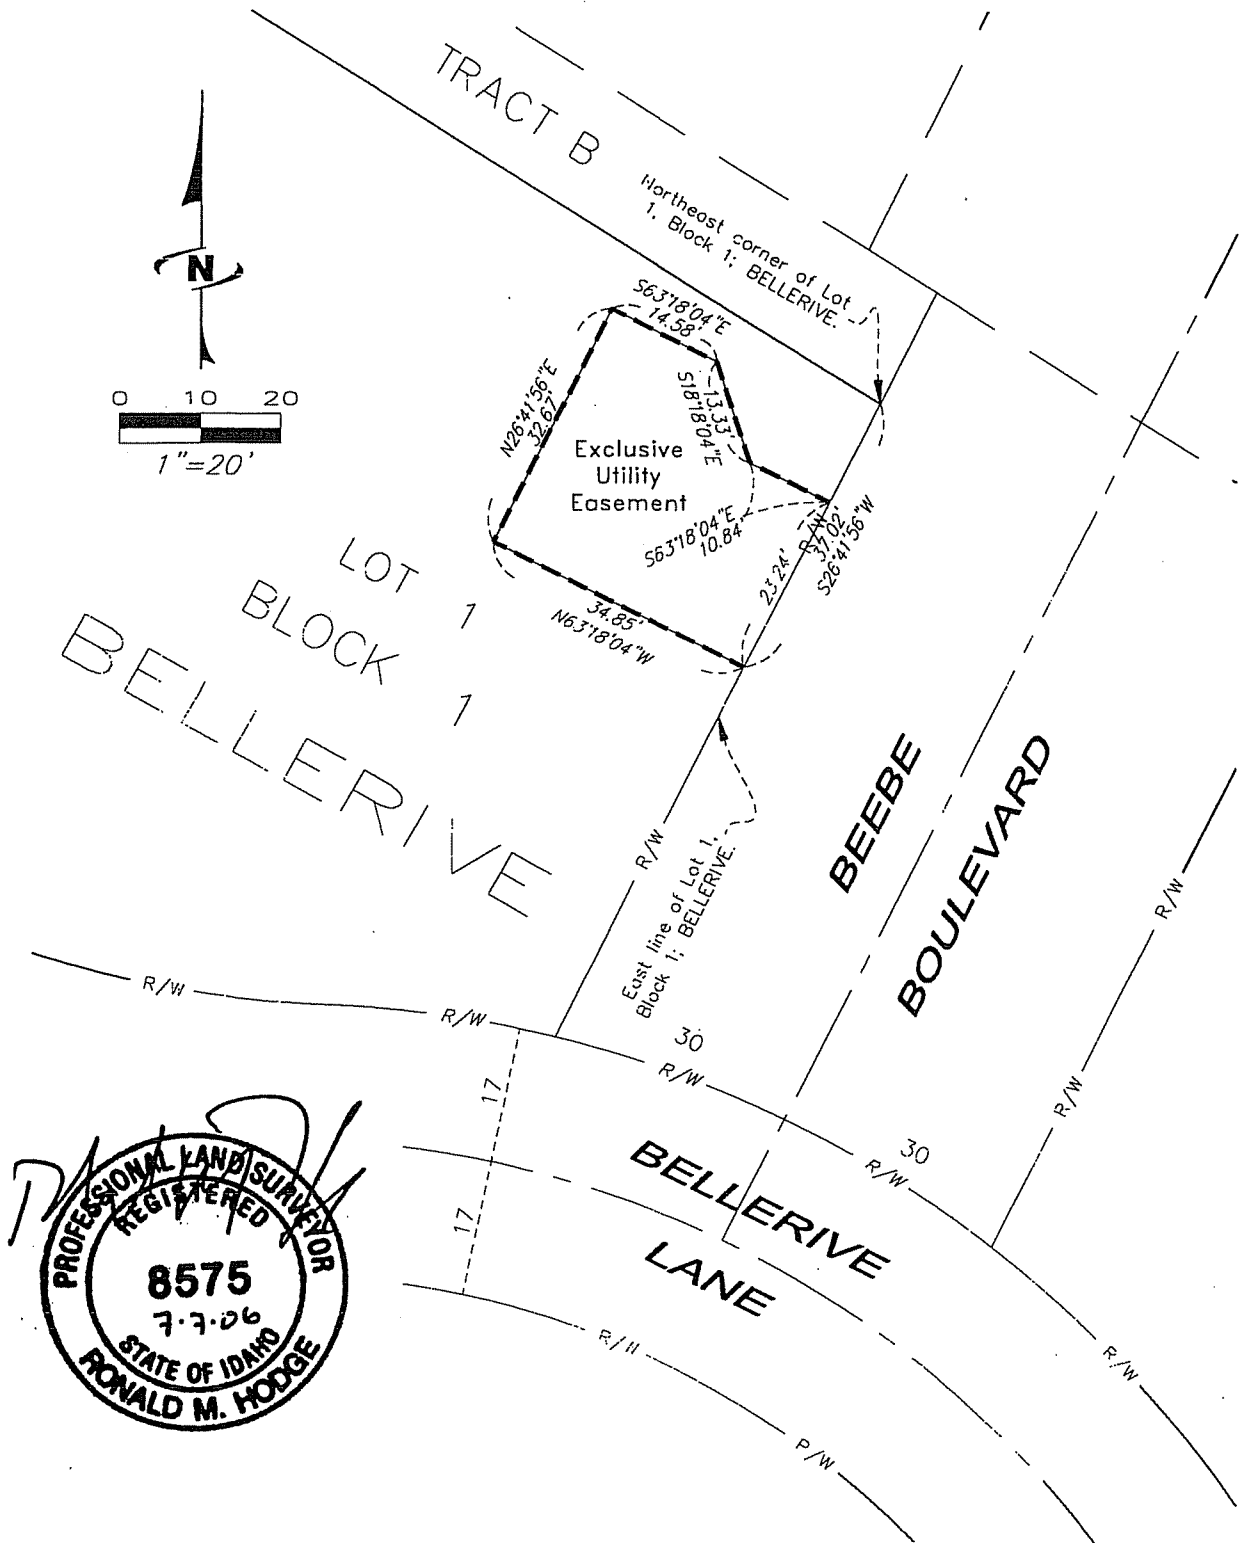 TRACT B
Northeast corner of Lot
1, Block 1; BELLERIVE.
N
0 10 20
1"=20'
S63°18'04"E
14.58'
N26°41'56"E
32.67'
13.33'
S18°18'04"E
Exclusive
Utility
Easement
S63°18'04"E
10.84'
R/W
37.02'
S26°41'56"W
23.24'
34.85'
N63°18'04"W
LOT 1
BLOCK 1
BELLERIVE
BEEBE
BOULEVARD
R/W
East line of Lot 1,
Block 1; BELLERIVE.
R/W
R/W
R/W
30
R/W
R/W
30
R/W
17
17
BELLERIVE
LANE
R/W
R/W
R/W
PROFESSIONAL LAND SURVEYOR
REGISTERED
8575
7·7·06
STATE OF IDAHO
RONALD M. HODGE